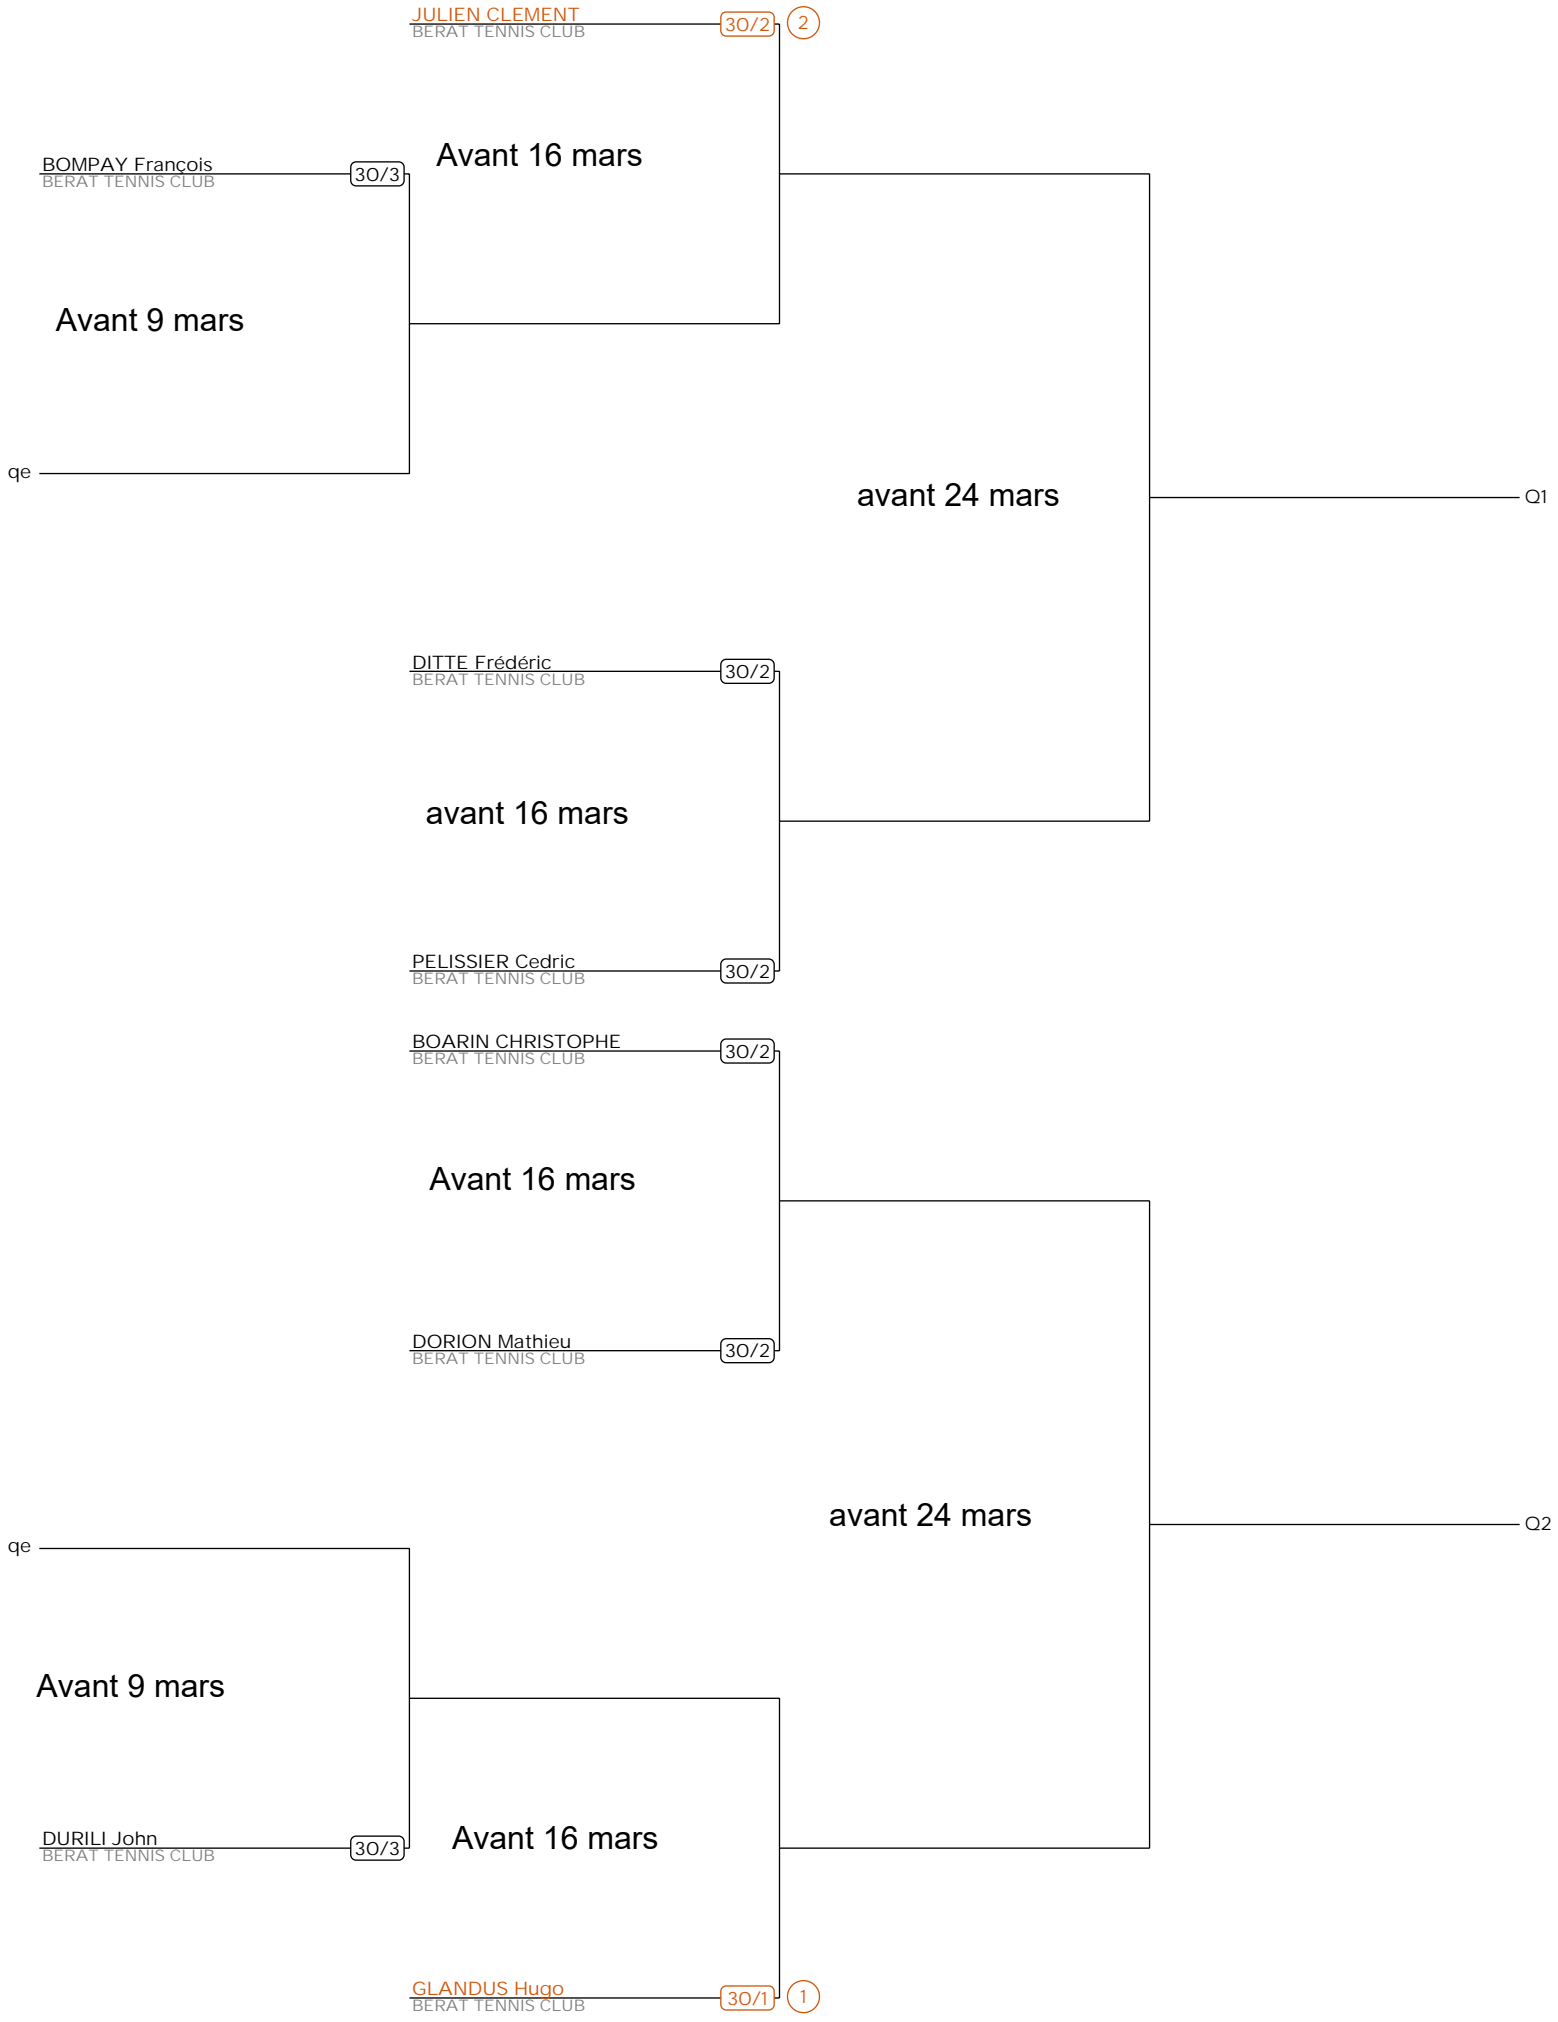 JULIEN CLEMENT
BERAT TENNIS CLUB
30/2
2
Avant 16 mars
BOMPAY François
BERAT TENNIS CLUB
30/3
Avant 9 mars
qe
avant 24 mars
Q1
DITTE Frédéric
BERAT TENNIS CLUB
30/2
avant 16 mars
PELISSIER Cedric
BERAT TENNIS CLUB
30/2
BOARIN CHRISTOPHE
BERAT TENNIS CLUB
30/2
Avant 16 mars
DORION Mathieu
BERAT TENNIS CLUB
30/2
avant 24 mars
Q2
qe
Avant 9 mars
DURILI John
BERAT TENNIS CLUB
30/3
Avant 16 mars
GLANDUS Hugo
BERAT TENNIS CLUB
30/1
1